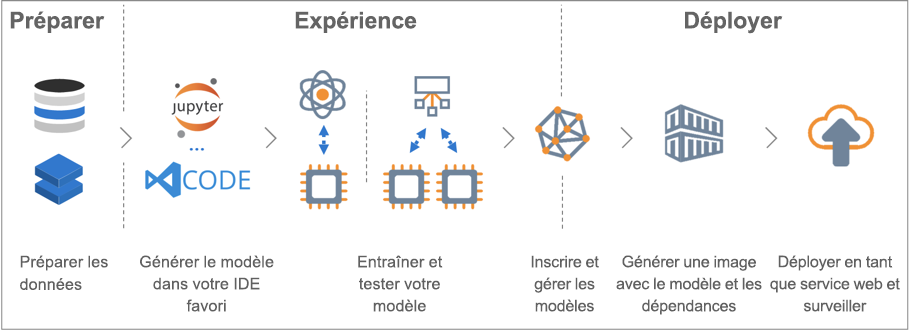 Préparer
Expérience
Déployer
jupyter
...
CODE
Préparer les
données
Générer le modèle
dans votre IDE
favori
Entraîner et
tester votre
modèle
Inscrire et
gérer les
modèles
Générer une image
avec le modèle et les
dépendances
Déployer en tant
que service web et
surveiller